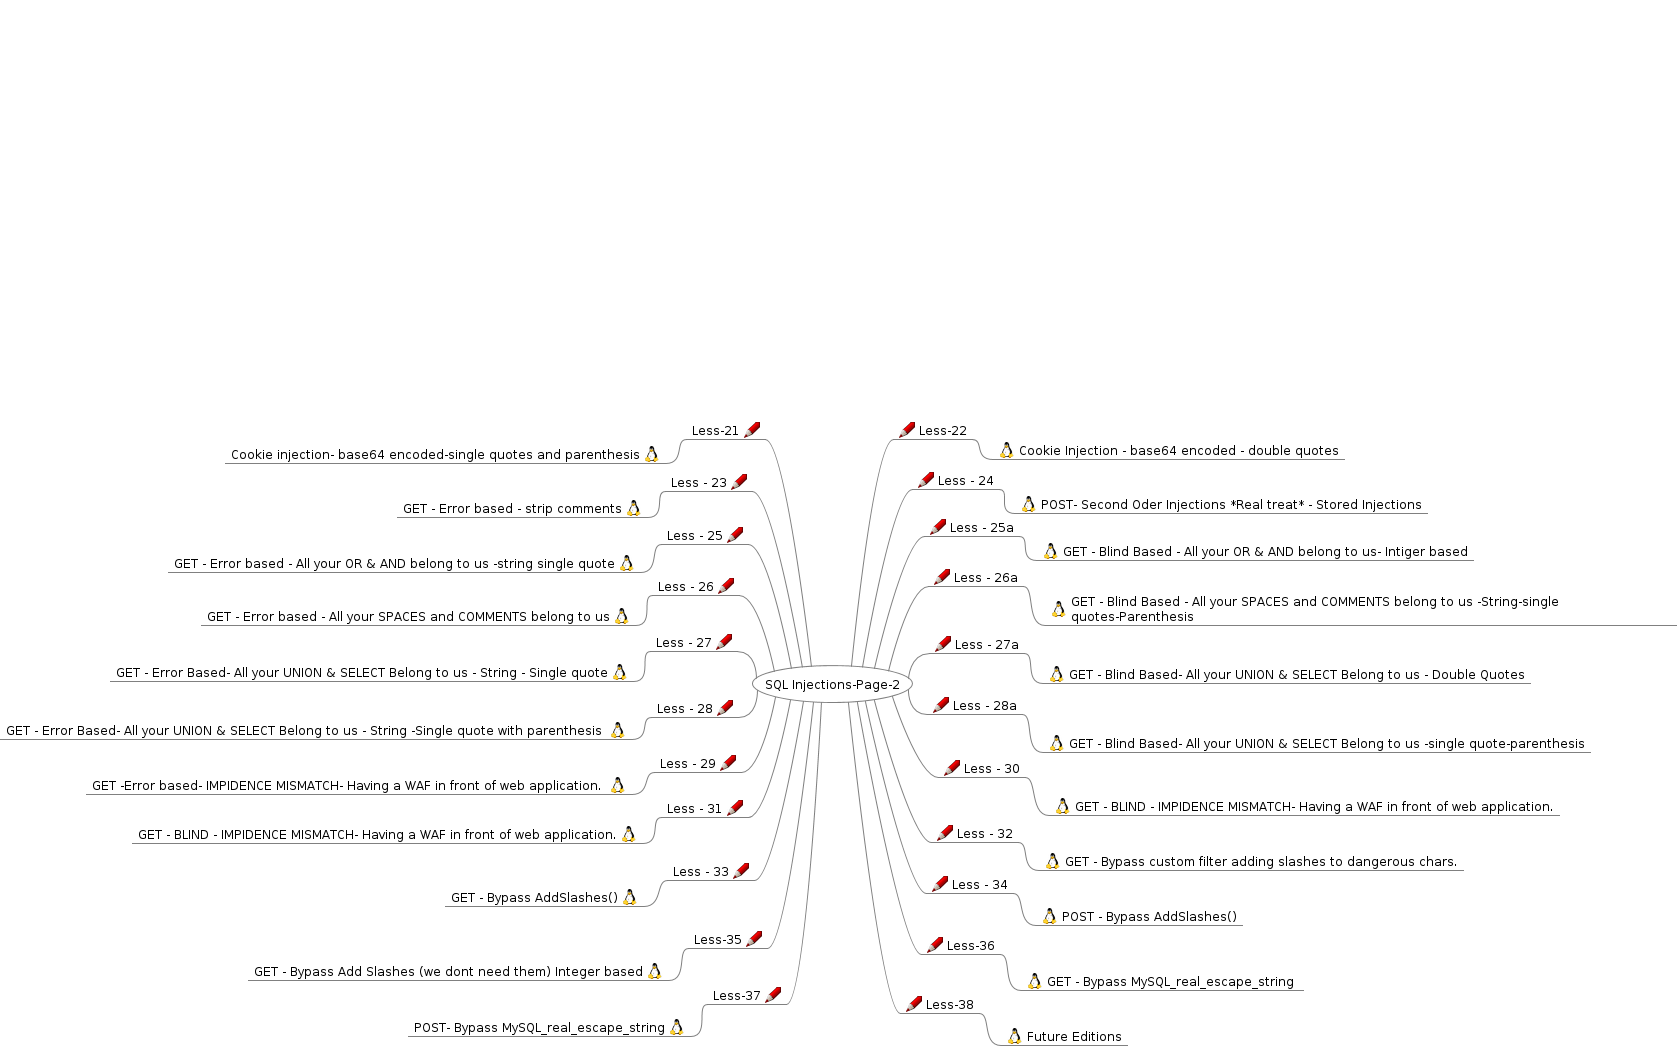 SQL Injections-Page-2
Less-21
Cookie injection- base64 encoded-single quotes and parenthesis
Less - 23
GET - Error based - strip comments
Less - 25
GET - Error based - All your OR & AND belong to us -string single quote
Less - 26
GET - Error based - All your SPACES and COMMENTS belong to us
Less - 27
GET - Error Based- All your UNION & SELECT Belong to us - String - Single quote
Less - 28
GET - Error Based- All your UNION & SELECT Belong to us - String -Single quote with parenthesis
Less - 29
GET -Error based- IMPIDENCE MISMATCH- Having a WAF in front of web application.
Less - 31
GET - BLIND - IMPIDENCE MISMATCH- Having a WAF in front of web application.
Less - 33
GET - Bypass AddSlashes()
Less-35
GET - Bypass Add Slashes (we dont need them) Integer based
Less-37
POST- Bypass MySQL_real_escape_string
Less-22
Cookie Injection - base64 encoded - double quotes
Less - 24
POST- Second Oder Injections *Real treat* - Stored Injections
Less - 25a
GET - Blind Based - All your OR & AND belong to us- Intiger based
Less - 26a
GET - Blind Based - All your SPACES and COMMENTS belong to us -String-single
quotes-Parenthesis
Less - 27a
GET - Blind Based- All your UNION & SELECT Belong to us - Double Quotes
Less - 28a
GET - Blind Based- All your UNION & SELECT Belong to us -single quote-parenthesis
Less - 30
GET - BLIND - IMPIDENCE MISMATCH- Having a WAF in front of web application.
Less - 32
GET - Bypass custom filter adding slashes to dangerous chars.
Less - 34
POST - Bypass AddSlashes()
Less-36
GET - Bypass MySQL_real_escape_string
Less-38
Future Editions